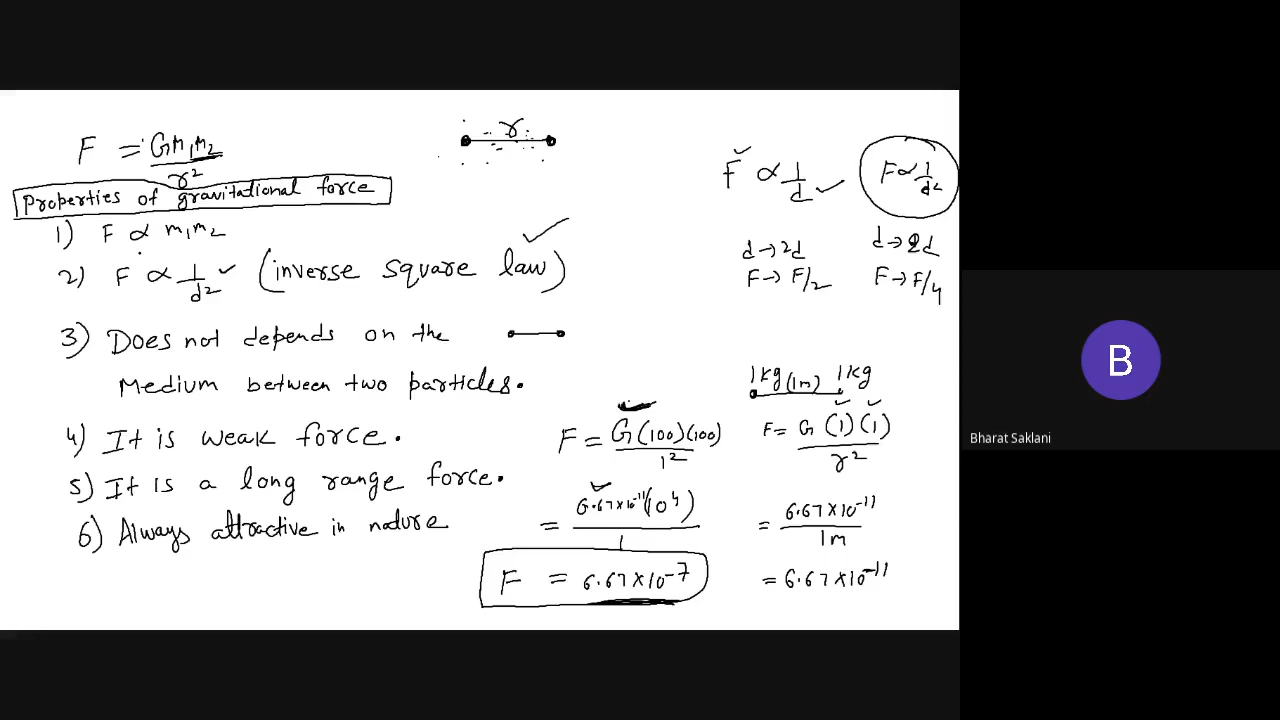 F = Gm₁m₂/r²
r
Properties of gravitational force
1) F ∝ m₁m₂
2) F ∝ 1/d² (inverse square law)
3) Does not depends on the
Medium between two particles.
4) It is weak force.
5) It is a long range force.
6) Always attractive in nature
F ∝ 1/d
d → 2d
F → F/2
F ∝ 1/d²
d → 2d
F → F/4
F = G(100)(100)/1²
= 6.67×10⁻¹¹(10⁴)/1
F = 6.67×10⁻⁷
1kg (1m) 1kg
F = G(1)(1)/r²
= 6.67×10⁻¹¹/1m
= 6.67×10⁻¹¹
B
Bharat Saklani